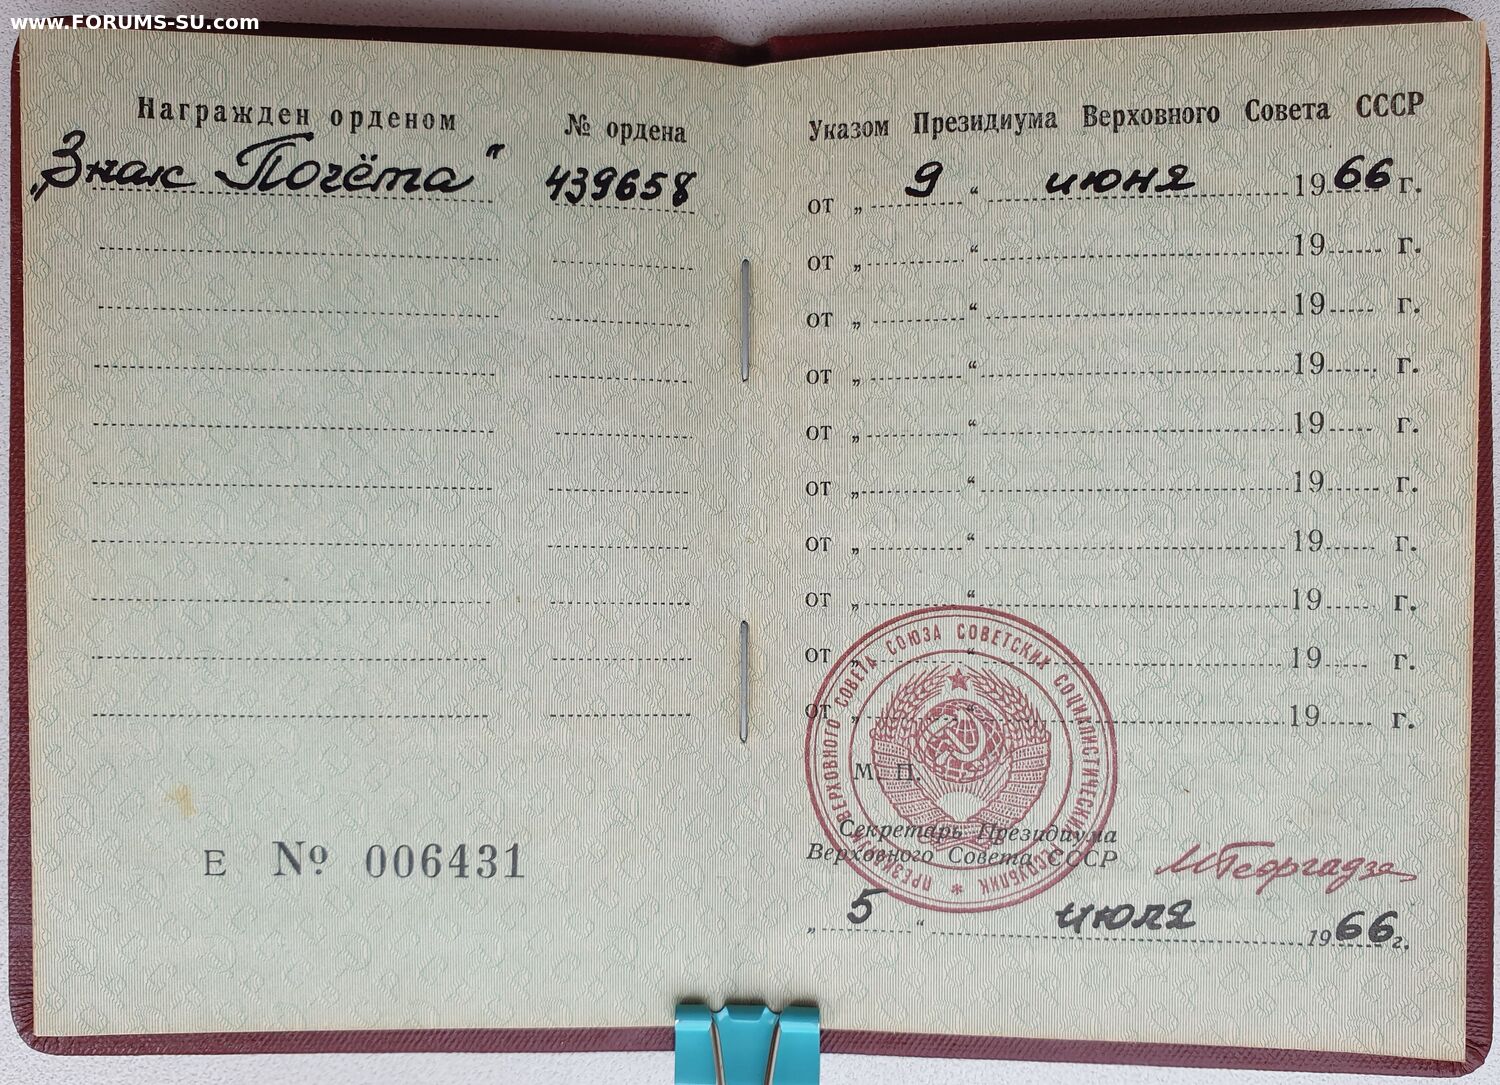 www.FORUMS-SU.com
Награжден орденом
№ ордена
„Знак Почёта“
439658
Е № 006431
Указом Президиума Верховного Совета СССР
от „ 9 “ июня 1966 г.
от „ “ 19 г.
от „ “ 19 г.
от „ “ 19 г.
от „ “ 19 г.
от „ “ 19 г.
от „ “ 19 г.
от „ “ 19 г.
от „ “ 19 г.
от „ “ 19 г.
ПРЕЗИДИУМ ВЕРХОВНОГО СОВЕТА СОЮЗА СОВЕТСКИХ СОЦИАЛИСТИЧЕСКИХ РЕСПУБЛИК *
М. П.
Секретарь Президиума
Верховного Совета СССР
МГеоргадзе
„ 5 “ июля 1966 г.